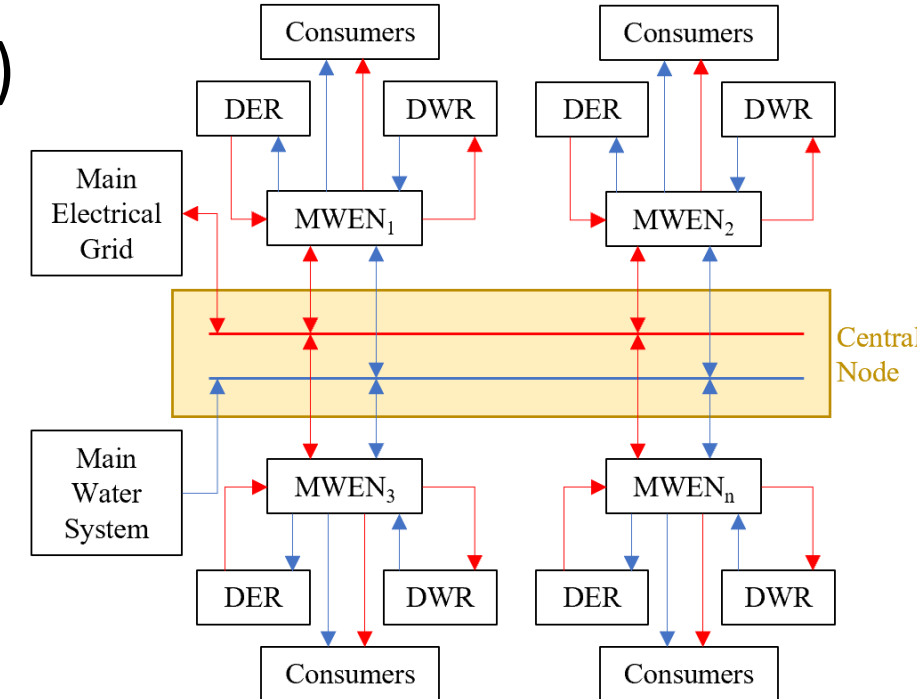 )
Consumers
Consumers
DER
DWR
DER
DWR
Main
Electrical
Grid
MWEN₁
MWEN₂
Central
Node
Main
Water
System
MWEN₃
MWENₙ
DER
DWR
DER
DWR
Consumers
Consumers